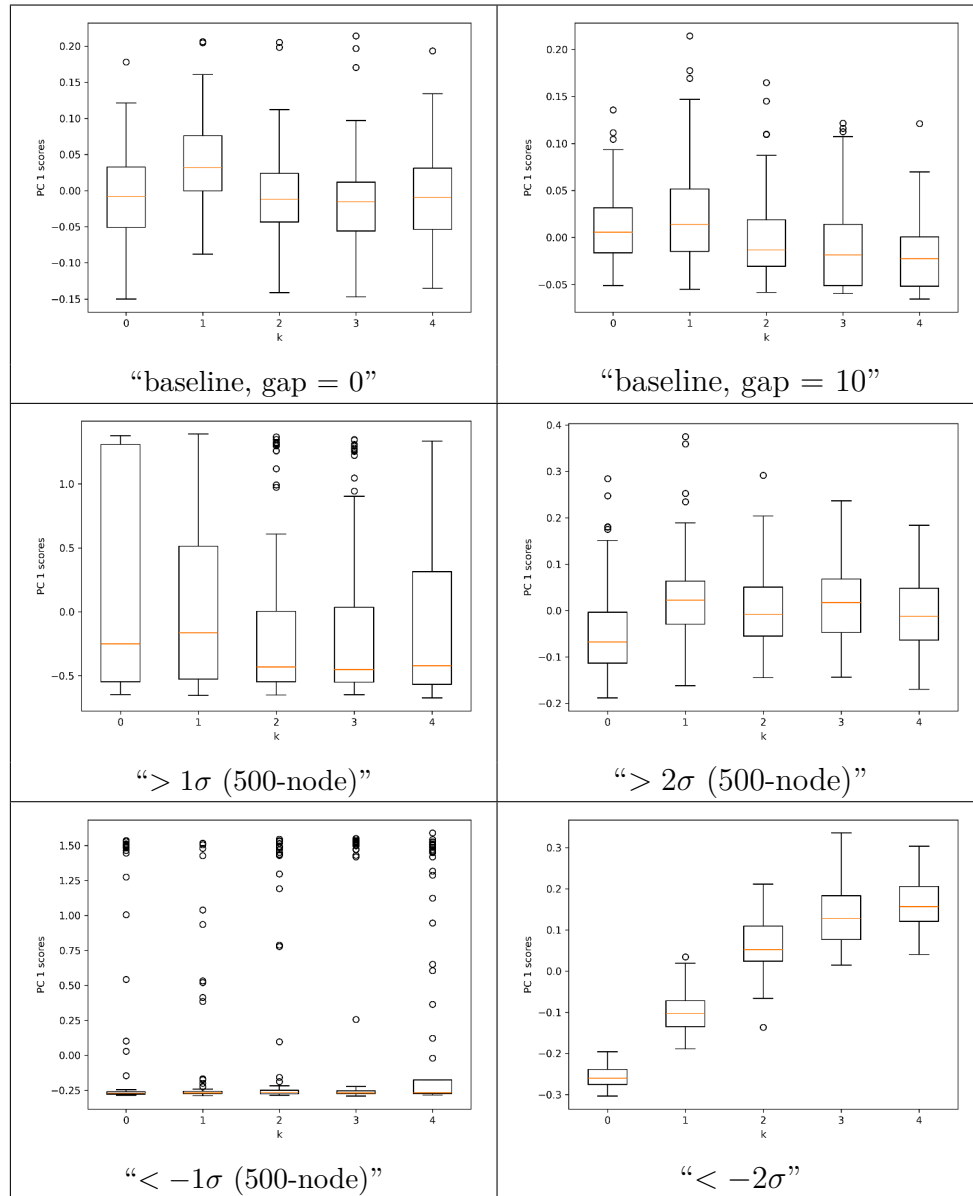 0.20
0.15
0.10
0.05
0.00
−0.05
−0.10
−0.15
PC 1 scores
0 1 2 3 4
k
“baseline, gap = 0”
0.20
0.15
0.10
0.05
0.00
−0.05
PC 1 scores
0 1 2 3 4
k
“baseline, gap = 10”
1.0
0.5
0.0
−0.5
PC 1 scores
0 1 2 3 4
k
“> 1σ (500-node)”
0.4
0.3
0.2
0.1
0.0
−0.1
−0.2
PC 1 scores
0 1 2 3 4
k
“> 2σ (500-node)”
1.50
1.25
1.00
0.75
0.50
0.25
0.00
−0.25
PC 1 scores
0 1 2 3 4
k
“< −1σ (500-node)”
0.3
0.2
0.1
0.0
−0.1
−0.2
−0.3
PC 1 scores
0 1 2 3 4
k
“< −2σ”